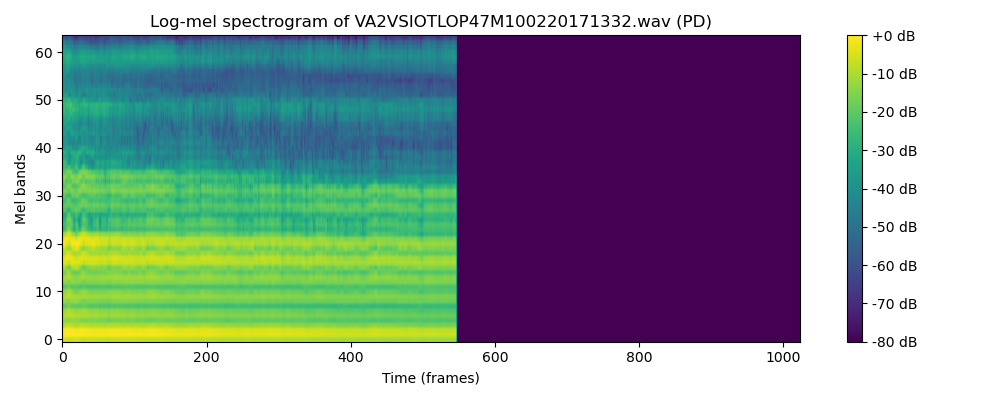 Log-mel spectrogram of VA2VSIOTLOP47M100220171332.wav (PD)
60
50
40
30
20
10
0
Mel bands
0 200 400 600 800 1000
Time (frames)
+0 dB
-10 dB
-20 dB
-30 dB
-40 dB
-50 dB
-60 dB
-70 dB
-80 dB